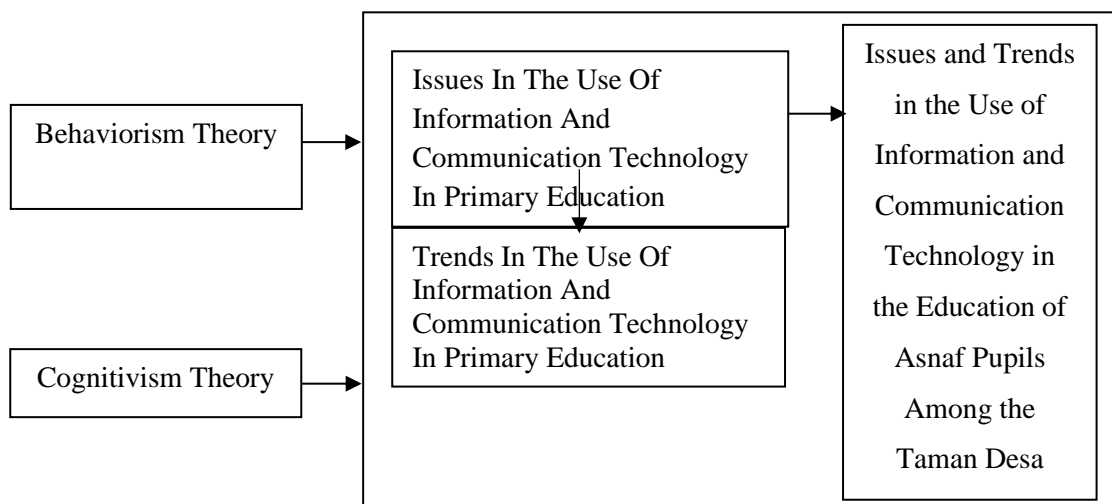 Behaviorism Theory
Cognitivism Theory
Issues In The Use Of
Information And
Communication Technology
In Primary Education
Trends In The Use Of
Information And
Communication Technology
In Primary Education
Issues and Trends
in the Use of
Information and
Communication
Technology in
the Education of
Asnaf Pupils
Among the
Taman Desa